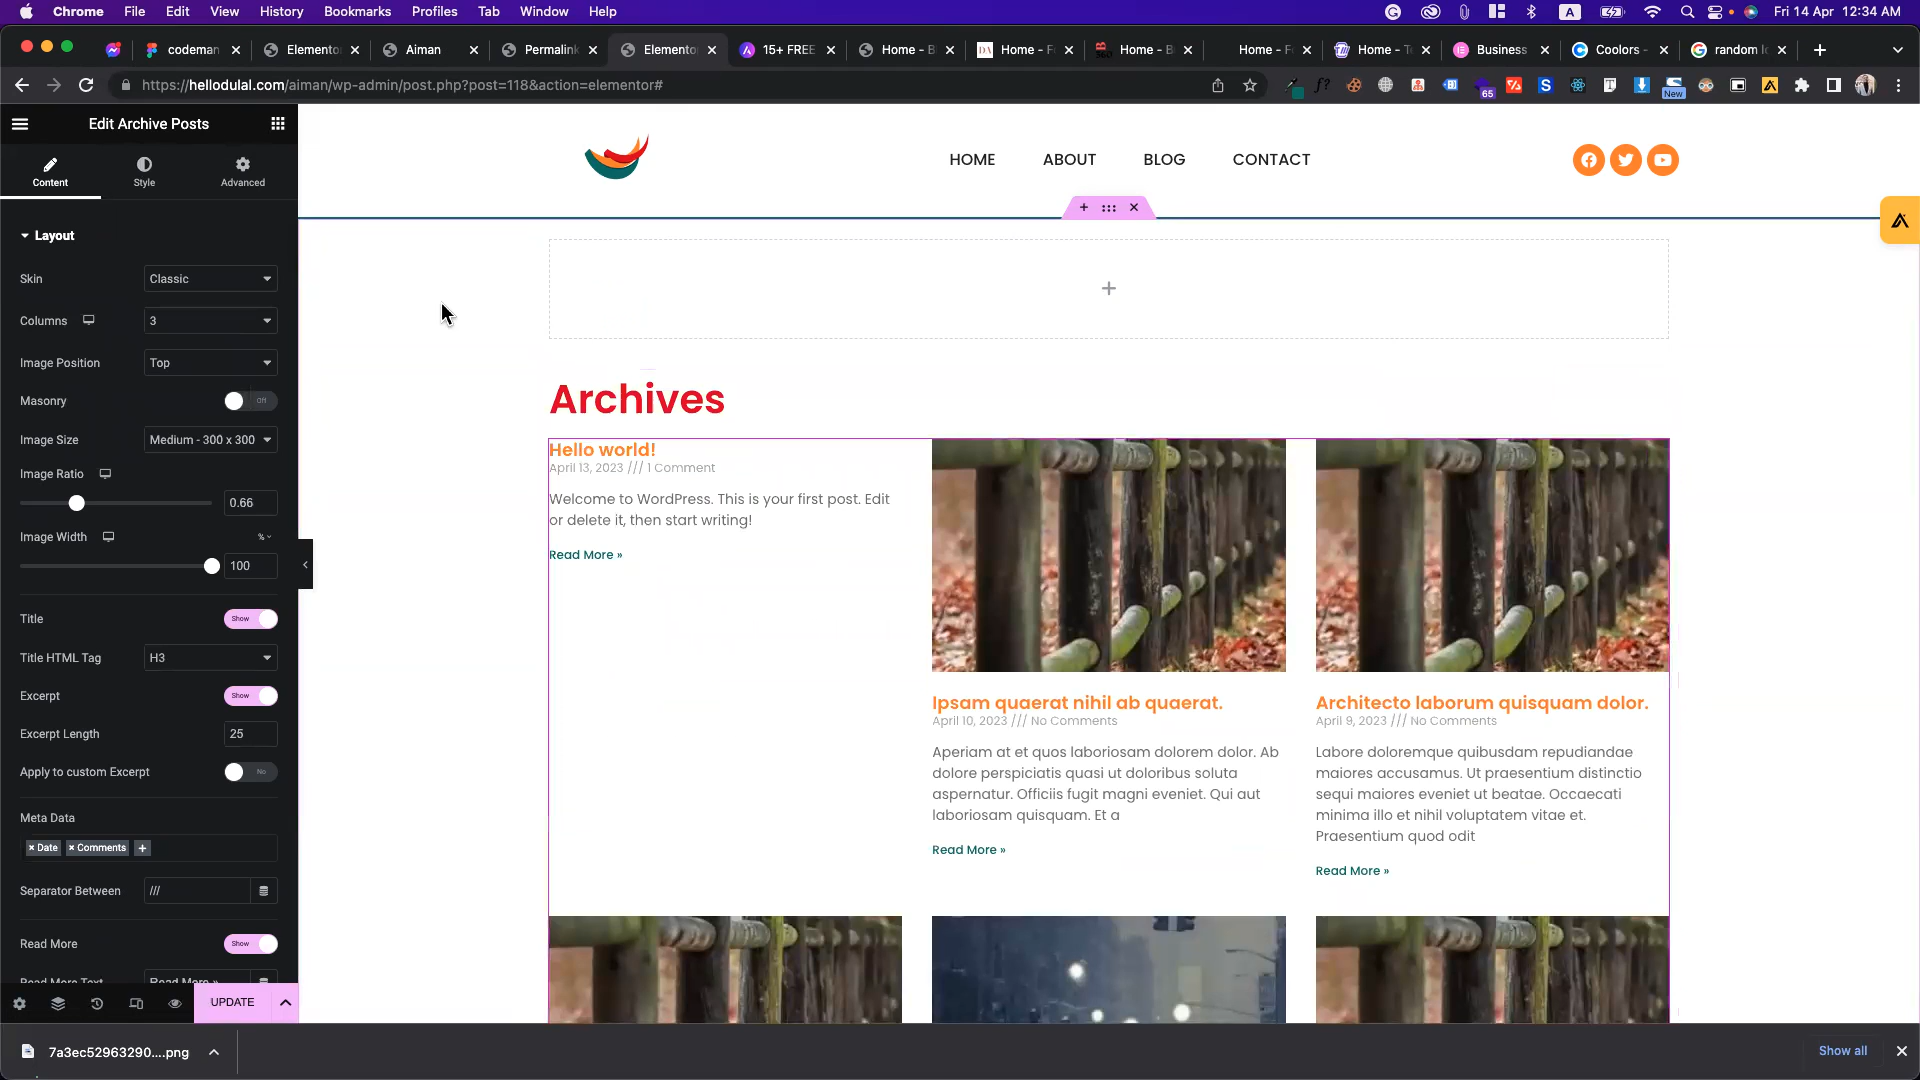 Chrome File Edit View History Bookmarks Profiles Tab Window Help
A Fri 14 Apr 12:34 AM
codeman Elemento Aiman Permalink Elemento 15+ FREE Home - B Home - F Home - B Home - F Home - T Business Coolors - random
https://hellodulal.com/aiman/wp-admin/post.php?post=118&action=elementor#
65 New
Edit Archive Posts
Content Style Advanced
Layout
Skin Classic
Columns 3
Image Position Top
Masonry Off
Image Size Medium - 300 x 300
Image Ratio
0.66
Image Width %
100
Title Show
Title HTML Tag H3
Excerpt Show
Excerpt Length 25
Apply to custom Excerpt No
Meta Data
× Date × Comments +
Separator Between ///
Read More Show
Read More Text Read More »
UPDATE
HOME ABOUT BLOG CONTACT
Archives
Hello world!
April 13, 2023 /// 1 Comment
Welcome to WordPress. This is your first post. Edit
or delete it, then start writing!
Read More »
Ipsam quaerat nihil ab quaerat.
April 10, 2023 /// No Comments
Aperiam at et quos laboriosam dolorem dolor. Ab
dolore perspiciatis quasi ut doloribus soluta
aspernatur. Officiis fugit magni eveniet. Qui aut
laboriosam quisquam. Et a
Read More »
Architecto laborum quisquam dolor.
April 9, 2023 /// No Comments
Labore doloremque quibusdam repudiandae
maiores accusamus. Ut praesentium distinctio
sequi maiores eveniet ut beatae. Occaecati
minima illo et nihil voluptatem vitae et.
Praesentium quod odit
Read More »
7a3ec52963290....png
Show all